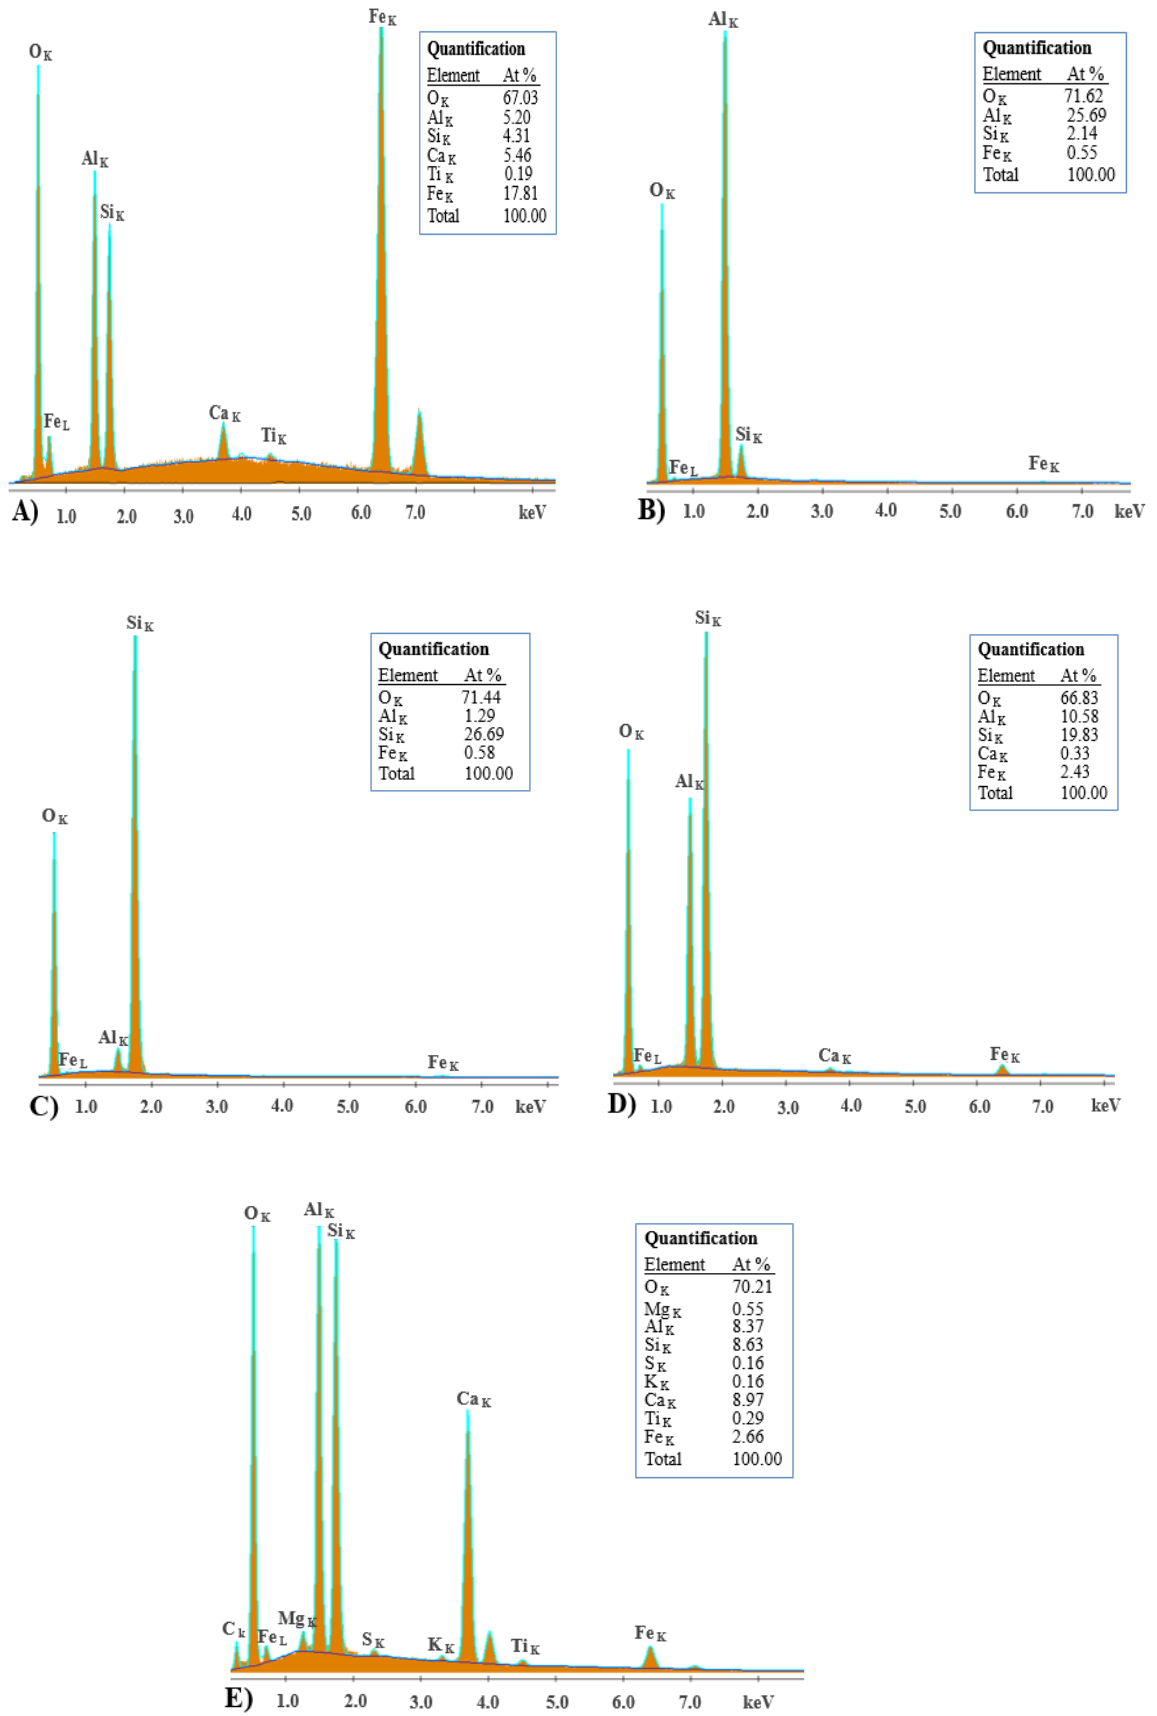 Fe K
O K
Al K
Si K
Fe L
Ca K
Ti K
Quantification
Element At %
O K 67.03
Al K 5.20
Si K 4.31
Ca K 5.46
Ti K 0.19
Fe K 17.81
Total 100.00
A) 1.0 2.0 3.0 4.0 5.0 6.0 7.0 keV
Al K
O K
Fe L
Si K
Fe K
Quantification
Element At %
O K 71.62
Al K 25.69
Si K 2.14
Fe K 0.55
Total 100.00
B) 1.0 2.0 3.0 4.0 5.0 6.0 7.0 keV
Si K
O K
Fe L
Al K
Fe K
Quantification
Element At %
O K 71.44
Al K 1.29
Si K 26.69
Fe K 0.58
Total 100.00
C) 1.0 2.0 3.0 4.0 5.0 6.0 7.0 keV
Si K
O K
Al K
Fe L
Ca K
Fe K
Quantification
Element At %
O K 66.83
Al K 10.58
Si K 19.83
Ca K 0.33
Fe K 2.43
Total 100.00
D) 1.0 2.0 3.0 4.0 5.0 6.0 7.0 keV
O K
Al K
Si K
Ca K
C k
Fe L
Mg K
S K
K K
Ti K
Fe K
Quantification
Element At %
O K 70.21
Mg K 0.55
Al K 8.37
Si K 8.63
S K 0.16
K K 0.16
Ca K 8.97
Ti K 0.29
Fe K 2.66
Total 100.00
E) 1.0 2.0 3.0 4.0 5.0 6.0 7.0 keV